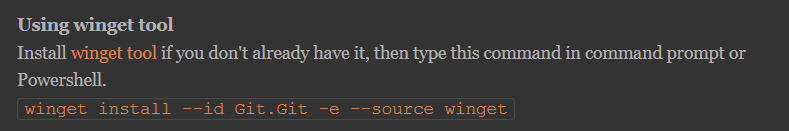 Using winget tool
Install winget tool if you don't already have it, then type this command in command prompt or
Powershell.
winget install --id Git.Git -e --source winget